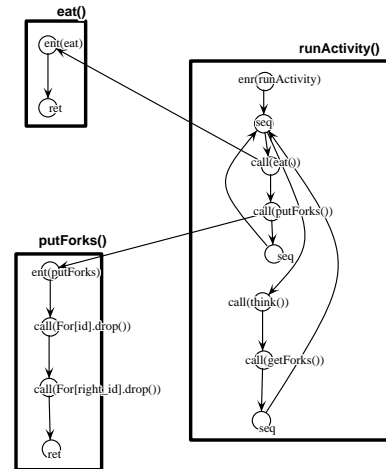 eat()
ent(eat)
ret
runActivity()
enr(runActivity)
seq
call(eat())
call(putForks()
seq
call(think())
call(getForks())
seq
putForks()
ent(putForks)
call(For[id].drop())
call(For[right_id].drop())
ret